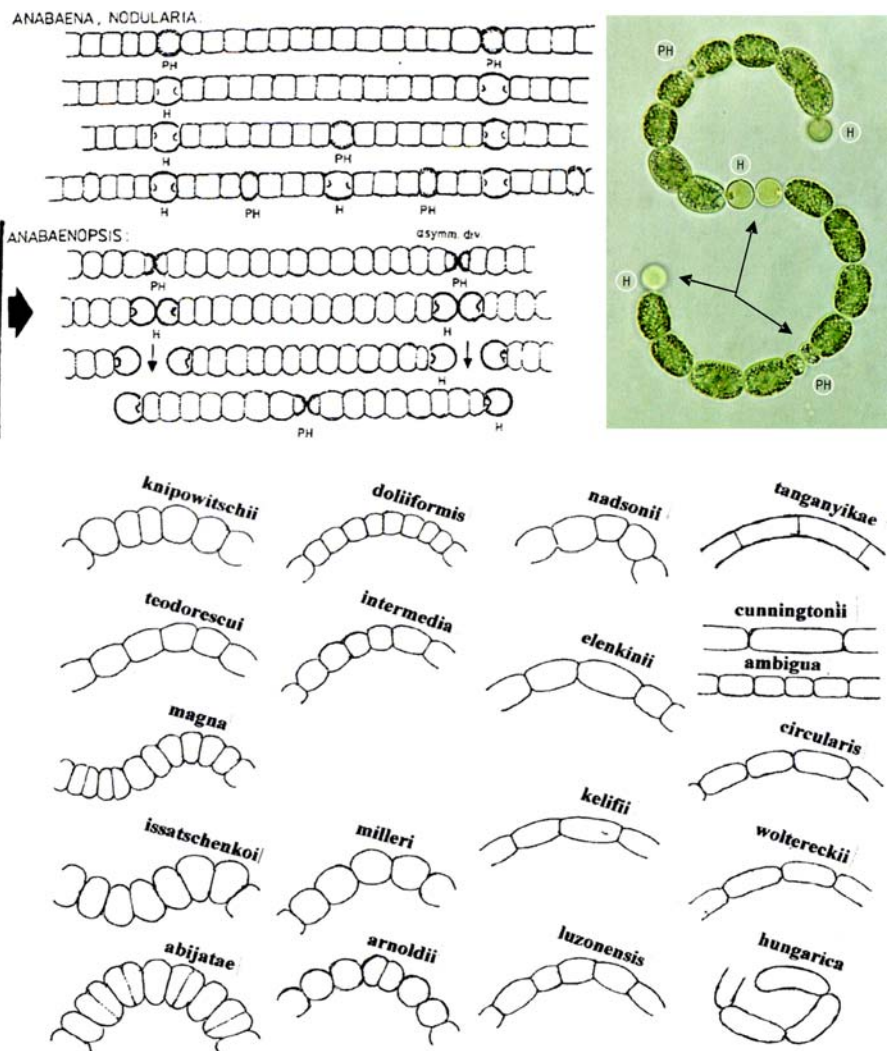 ANABAENA, NODULARIA:
PH PH
H
H PH
H PH H PH
ANABAENOPSIS: asymm. div.
PH PH
H H
H
PH H
PH
H
H
H
PH
knipowitschii doliiformis nadsonii tanganyikae
teodorescui intermedia elenkinii cunningtonii
ambigua
magna circularis
kelifii
issatschenkoi milleri woltereckii
abijatae arnoldii luzonensis hungarica